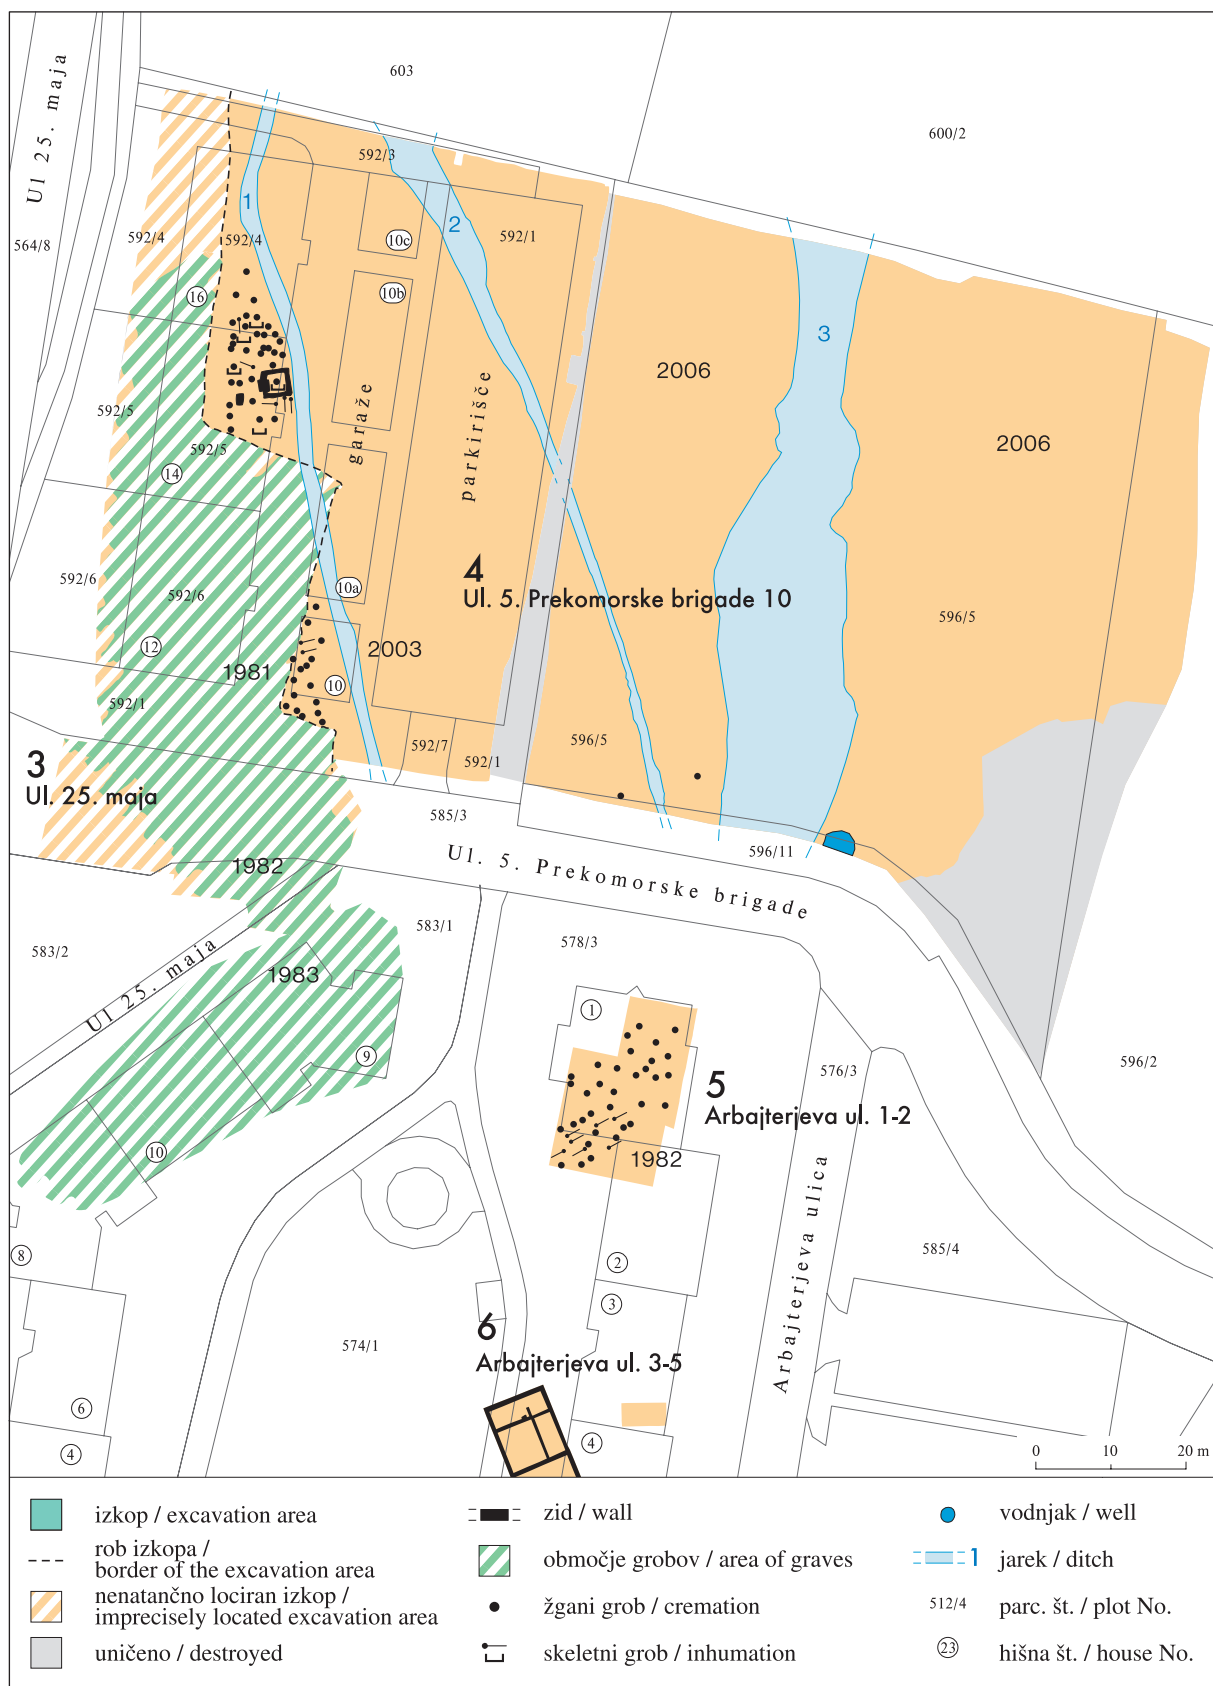 603
600/2
Ul 25. maja
592/3
564/8
592/4
592/4
1
2
592/1
10c
10b
16
3
2006
2006
592/5
592/5
14
garaže
parkirišče
4
Ul. 5. Prekomorske brigade 10
592/6
592/6
10a
596/5
12
1981
2003
10
592/1
3
Ul. 25. maja
592/7
592/1
596/5
585/3
596/11
1982
Ul. 5. Prekomorske brigade
583/2
583/1
578/3
Ul 25. maja
1983
1
9
576/3
596/2
5
Arbajterjeva ul. 1-2
10
1982
Arbajterjeva ulica
8
2
585/4
3
6
Arbajterjeva ul. 3-5
574/1
6
4
4
0 10 20 m
izkop / excavation area
rob izkopa /
border of the excavation area
nenatančno lociran izkop /
imprecisely located excavation area
uničeno / destroyed
zid / wall
območje grobov / area of graves
žgani grob / cremation
skeletni grob / inhumation
vodnjak / well
1 jarek / ditch
512/4 parc. št. / plot No.
23 hišna št. / house No.